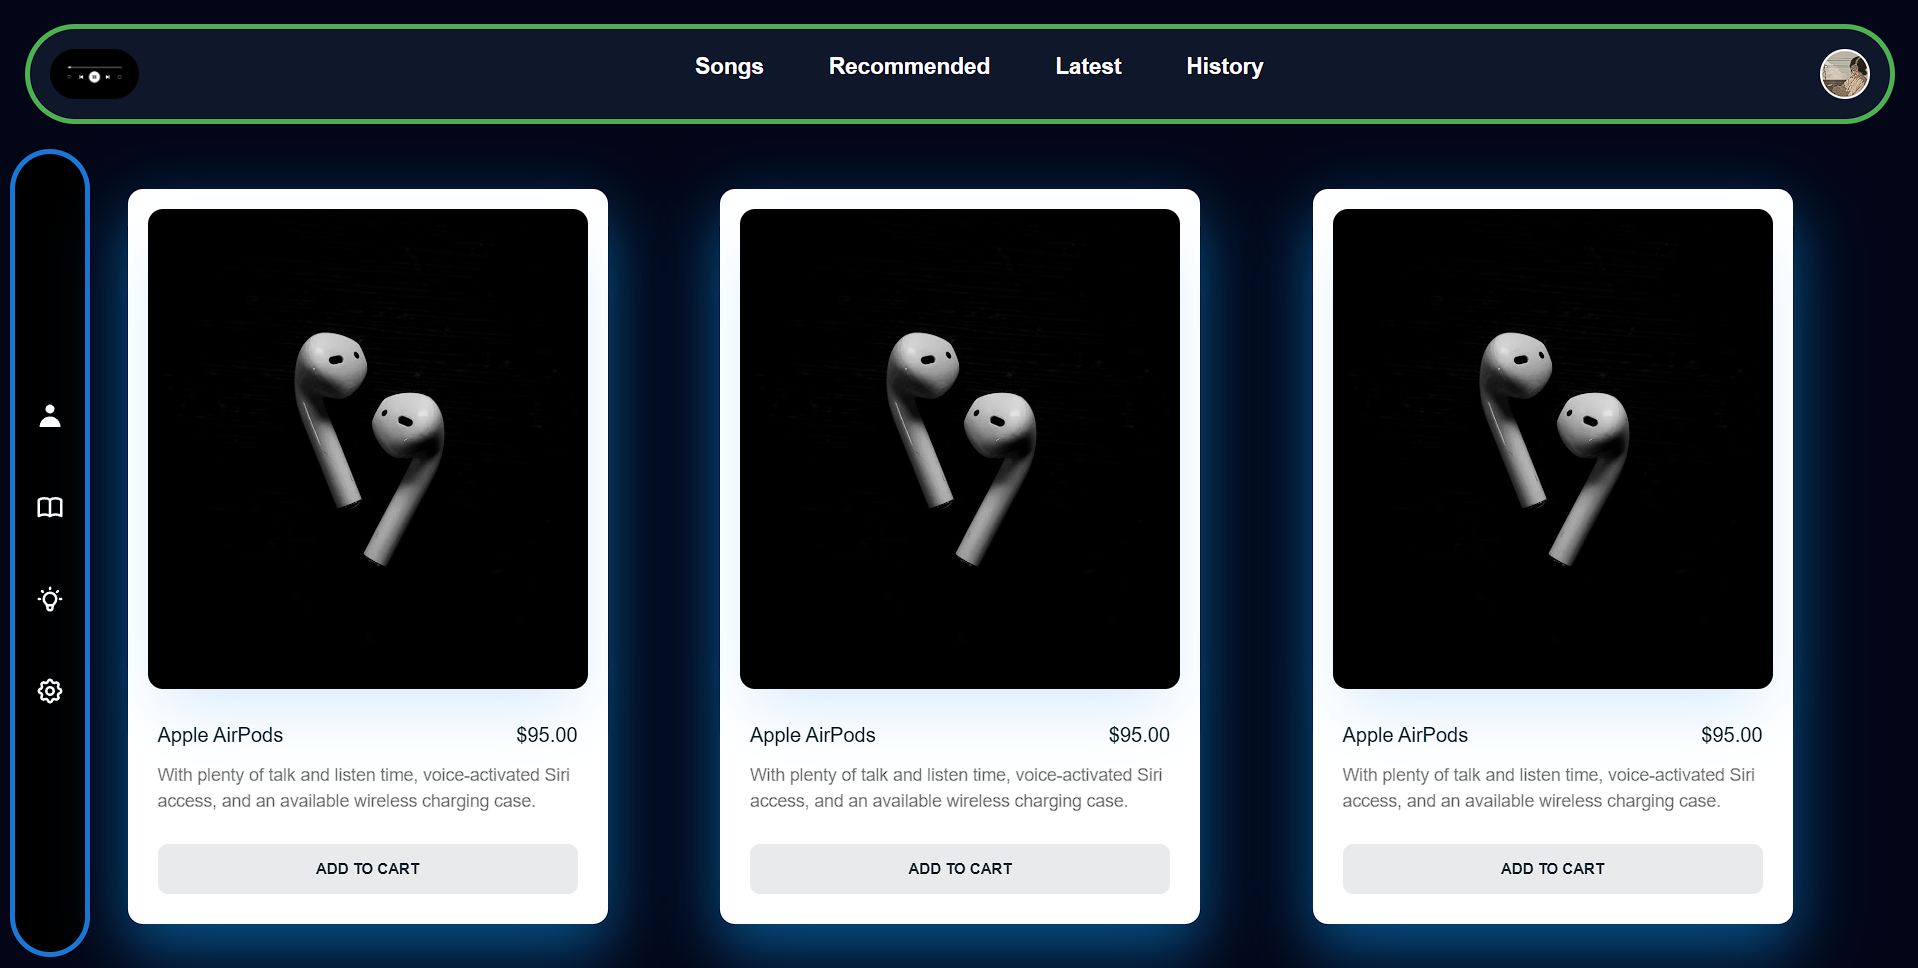 Songs Recommended Latest History
Apple AirPods $95.00
With plenty of talk and listen time, voice-activated Siri
access, and an available wireless charging case.
ADD TO CART
Apple AirPods $95.00
With plenty of talk and listen time, voice-activated Siri
access, and an available wireless charging case.
ADD TO CART
Apple AirPods $95.00
With plenty of talk and listen time, voice-activated Siri
access, and an available wireless charging case.
ADD TO CART